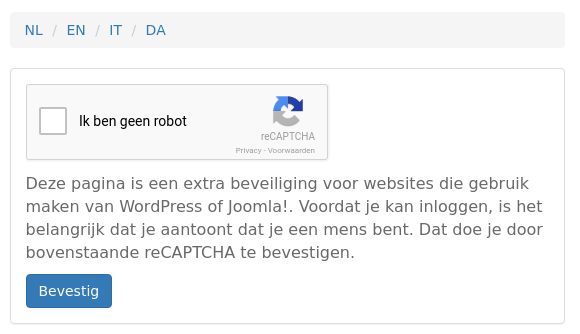 NL / EN / IT / DA
Ik ben geen robot
reCAPTCHA
Privacy - Voorwaarden
Deze pagina is een extra beveiliging voor websites die gebruik
maken van WordPress of Joomla!. Voordat je kan inloggen, is het
belangrijk dat je aantoont dat je een mens bent. Dat doe je door
bovenstaande reCAPTCHA te bevestigen.
Bevestig